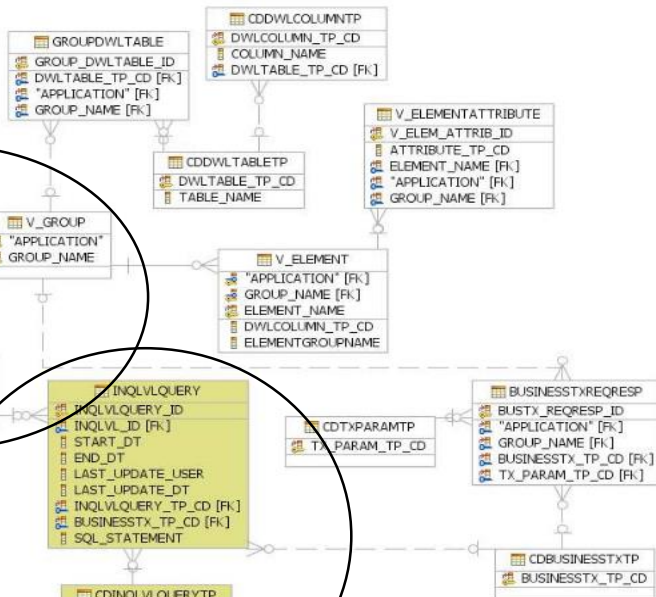 CDDWLCOLUMNTP
DWLCOLUMN_TP_CD
COLUMN_NAME
DWLTABLE_TP_CD [FK]
GROUPDWLTABLE
GROUP_DWLTABLE_ID
DWLTABLE_TP_CD [FK]
"APPLICATION" [FK]
GROUP_NAME [FK]
V_ELEMENTATTRIBUTE
V_ELEM_ATTRIB_ID
ATTRIBUTE_TP_CD
ELEMENT_NAME [FK]
"APPLICATION" [FK]
GROUP_NAME [FK]
CDDWLTABLETP
DWLTABLE_TP_CD
TABLE_NAME
V_GROUP
"APPLICATION"
GROUP_NAME
V_ELEMENT
"APPLICATION" [FK]
GROUP_NAME [FK]
ELEMENT_NAME
DWLCOLUMN_TP_CD
ELEMENTGROUPNAME
INQLVLQUERY
INQLVLQUERY_ID
INQLVL_ID [FK]
START_DT
END_DT
LAST_UPDATE_USER
LAST_UPDATE_DT
INQLVLQUERY_TP_CD [FK]
BUSINESSTX_TP_CD [FK]
SQL_STATEMENT
CDTXPARAMTP
TX_PARAM_TP_CD
BUSINESSTXREQRESP
BUSTX_REQRESP_ID
"APPLICATION" [FK]
GROUP_NAME [FK]
BUSINESSTX_TP_CD [FK]
TX_PARAM_TP_CD [FK]
CDBUSINESSTXTP
BUSINESSTX_TP_CD
CDINQLVLQUERYTP